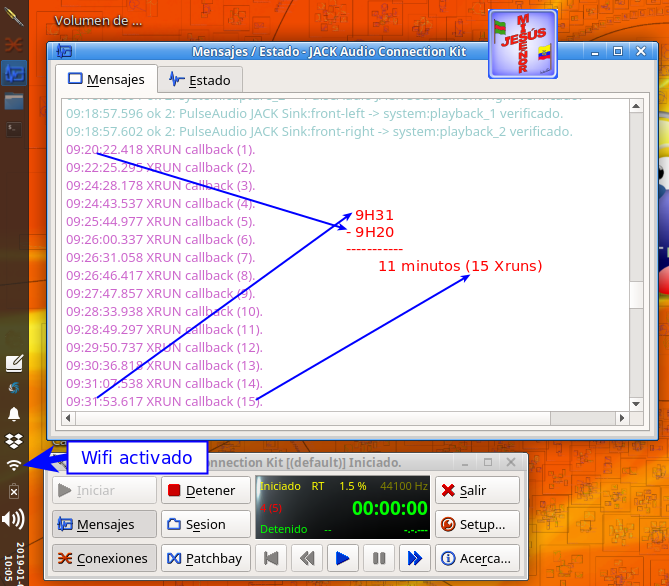 Volumen de ...
MI SEÑOR
JESÚS
Mensajes / Estado - JACK Audio Connection Kit
Mensajes
Estado
09:18:57.596 ok 2: PulseAudio JACK Sink:front-left -> system:playback_1 verificado.
09:18:57.602 ok 2: PulseAudio JACK Sink:front-right -> system:playback_2 verificado.
09:20:22.418 XRUN callback (1).
09:22:25.295 XRUN callback (2).
09:24:28.178 XRUN callback (3).
09:24:43.537 XRUN callback (4).
09:25:44.977 XRUN callback (5).
09:26:00.337 XRUN callback (6).
09:26:31.058 XRUN callback (7).
09:26:46.417 XRUN callback (8).
09:27:47.857 XRUN callback (9).
09:28:33.938 XRUN callback (10).
09:28:49.297 XRUN callback (11).
09:29:50.737 XRUN callback (12).
09:30:36.818 XRUN callback (13).
09:31:07.538 XRUN callback (14).
09:31:53.617 XRUN callback (15).
9H31
- 9H20
-----------
11 minutos (15 Xruns)
Wifi activado
Connection Kit [(default)] Iniciado.
Iniciar
Detener
Iniciado RT 1.5 % 44100 Hz
(5) 00:00:00
Detenido -- -.-.---
Salir
Mensajes
Sesion
Setup...
Conexiones
Patchbay
Acerca...
10:05